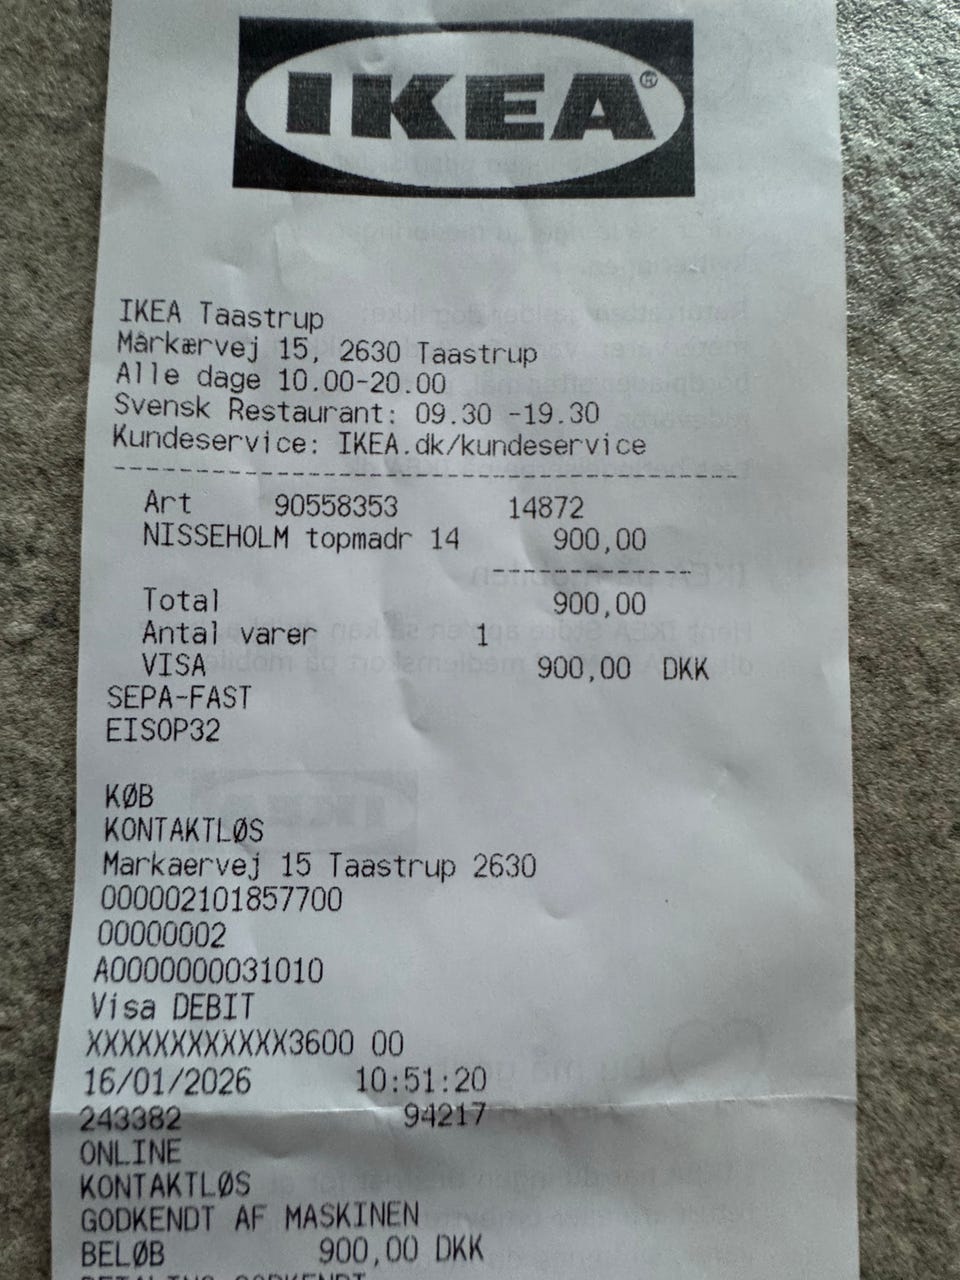 IKEA®
IKEA Taastrup
Mårkærvej 15, 2630 Taastrup
Alle dage 10.00-20.00
Svensk Restaurant: 09.30 -19.30
Kundeservice: IKEA.dk/kundeservice
Art 90558353 14872
NISSEHOLM topmadr 14 900,00
Total 900,00
Antal varer 1
VISA 900,00 DKK
SEPA-FAST
EISOP32
KØB
KONTAKTLØS
Markaervej 15 Taastrup 2630
000002101857700
00000002
A0000000031010
Visa DEBIT
XXXXXXXXXXXX3600 00
16/01/2026 10:51:20
243382 94217
ONLINE
KONTAKTLØS
GODKENDT AF MASKINEN
BELØB 900,00 DKK